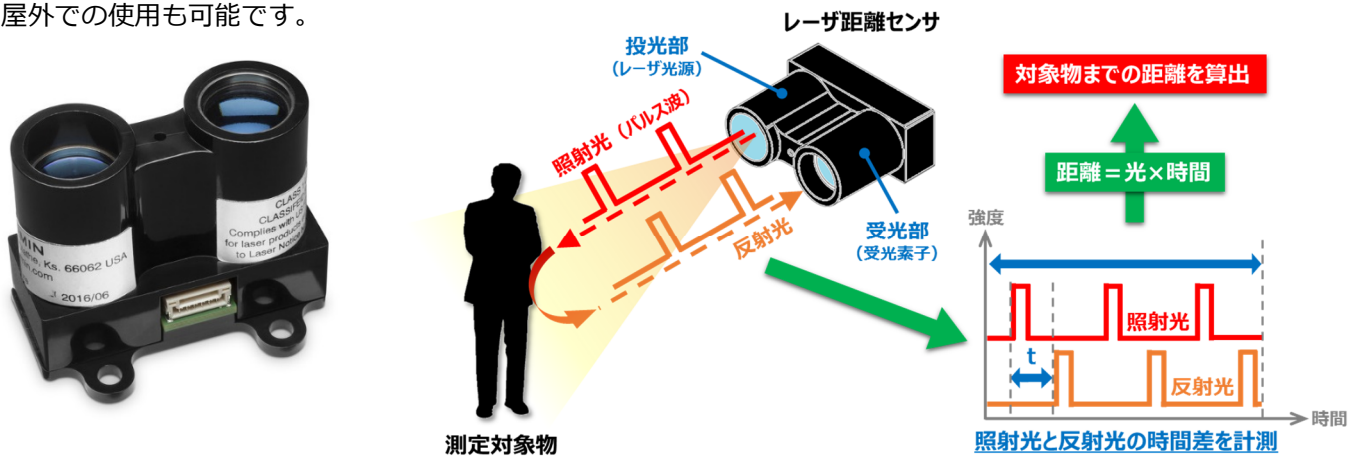 屋外での使用も可能です。
レーザ距離センサ
投光部
(レーザ光源)
照射光(パルス波)
反射光
受光部
(受光素子)
測定対象物
対象物までの距離を算出
距離=光×時間
強度
照射光
t
反射光
時間
照射光と反射光の時間差を計測
CLASS
CLASSIFIED
Complies with US
for laser products
to Laser Notice
MIN
the, Ks. 66062 USA
n.com
J 2016/06